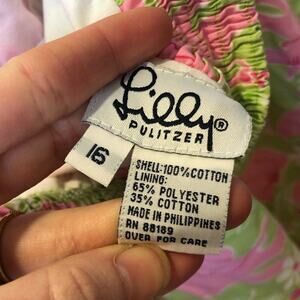 Lilly®
PULITZER
16
SHELL:100%COTTON
LINING:
65% POLYESTER
35% COTTON
MADE IN PHILIPPINES
RN 88189
OVER FOR CARE